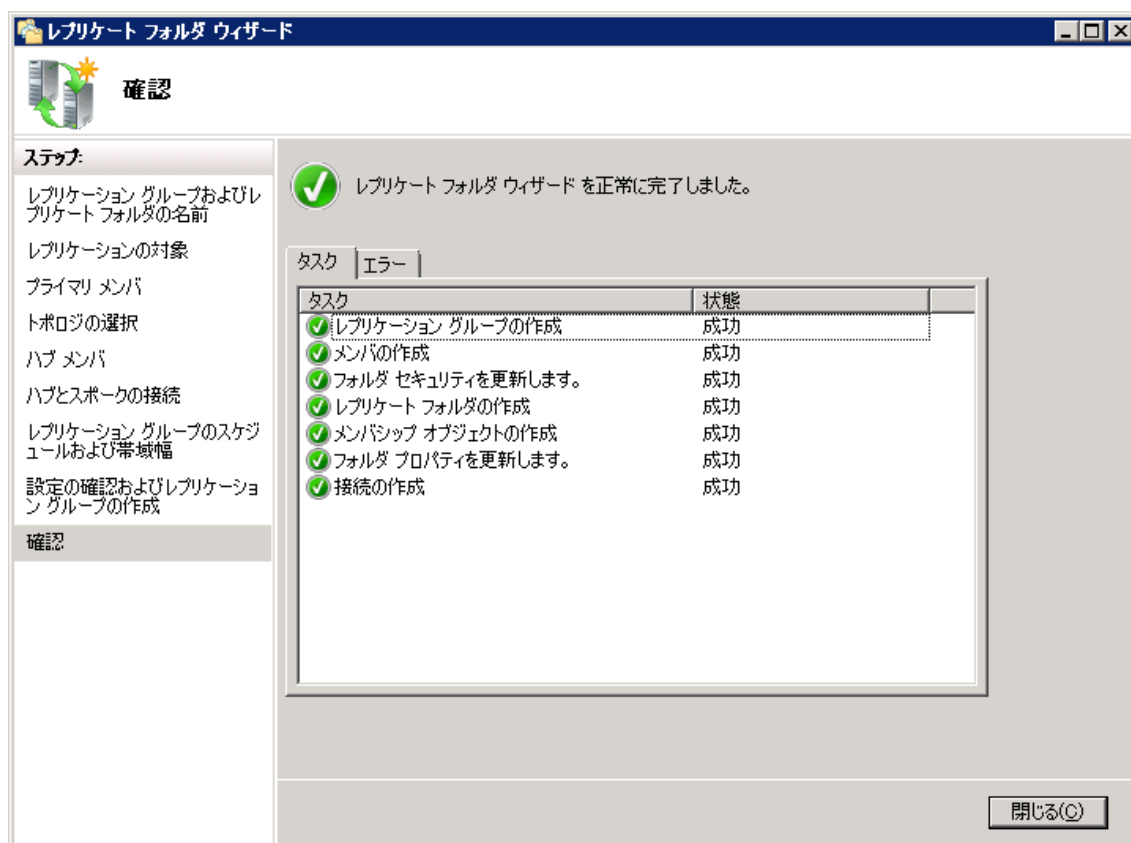 レプリケート フォルダ ウィザード
確認
ステップ:
レプリケーション グループおよびレ
プリケート フォルダの名前
レプリケーションの対象
プライマリ メンバ
トポロジの選択
ハブ メンバ
ハブとスポークの接続
レプリケーション グループのスケジ
ュールおよび帯域幅
設定の確認およびレプリケーショ
ン グループの作成
確認
レプリケート フォルダ ウィザード を正常に完了しました。
タスク エラー
タスク 状態
レプリケーション グループの作成 成功
メンバの作成 成功
フォルダ セキュリティを更新します。 成功
レプリケート フォルダの作成 成功
メンバシップ オブジェクトの作成 成功
フォルダ プロパティを更新します。 成功
接続の作成 成功
閉じる(C)